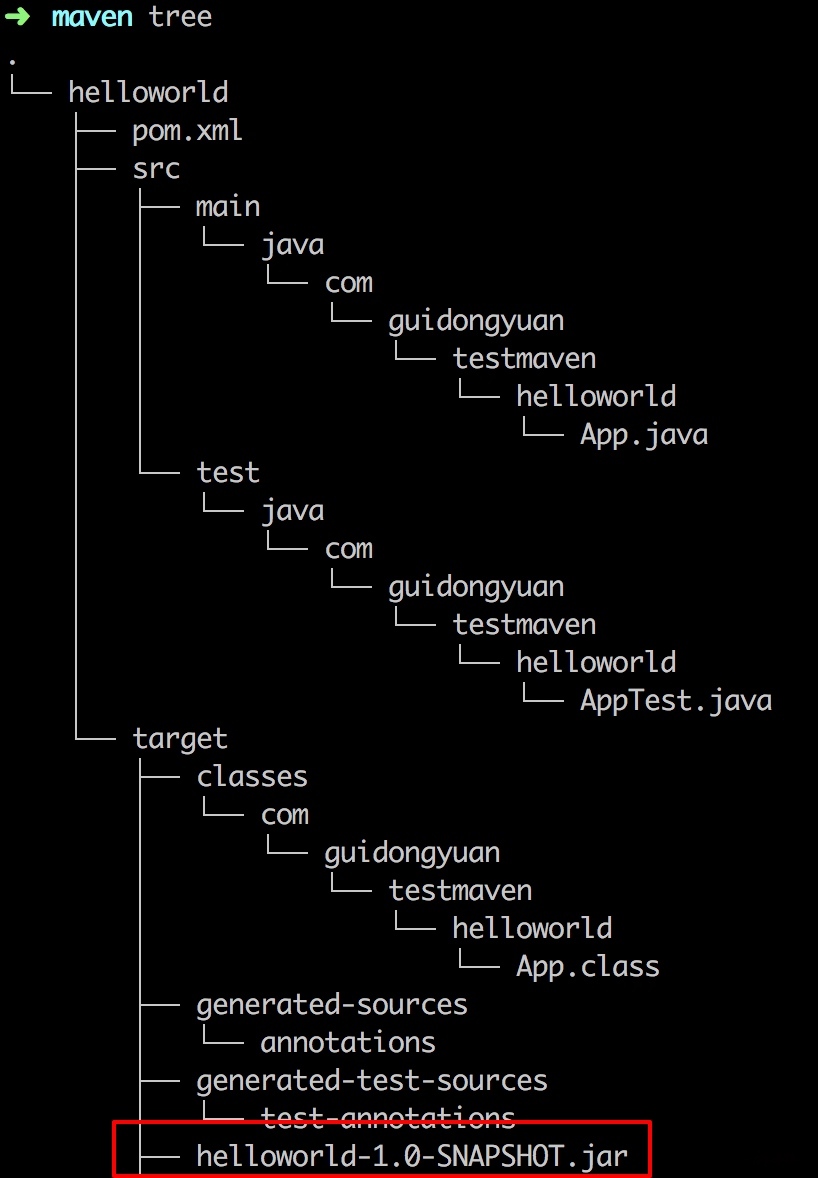 ➜ maven tree
.
└── helloworld
    ├── pom.xml
    ├── src
    │   ├── main
    │   │   └── java
    │   │       └── com
    │   │           └── guidongyuan
    │   │               └── testmaven
    │   │                   └── helloworld
    │   │                       └── App.java
    │   └── test
    │       └── java
    │           └── com
    │               └── guidongyuan
    │                   └── testmaven
    │                       └── helloworld
    │                           └── AppTest.java
    └── target
        ├── classes
        │   └── com
        │       └── guidongyuan
        │           └── testmaven
        │               └── helloworld
        │                   └── App.class
        ├── generated-sources
        │   └── annotations
        ├── generated-test-sources
        │   └── test-annotations
        ├── helloworld-1.0-SNAPSHOT.jar